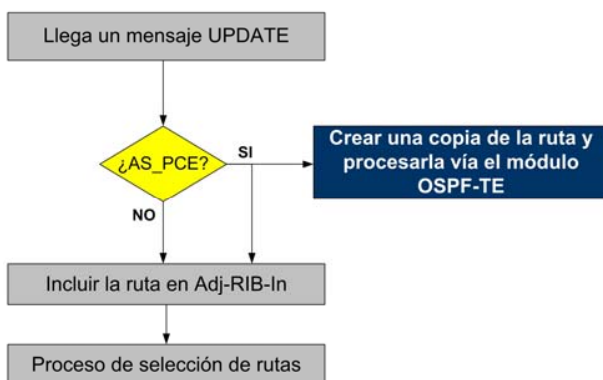 Llega un mensaje UPDATE
¿AS_PCE?
SI
Crear una copia de la ruta y
procesarla vía el módulo
OSPF-TE
NO
Incluir la ruta en Adj-RIB-In
Proceso de selección de rutas